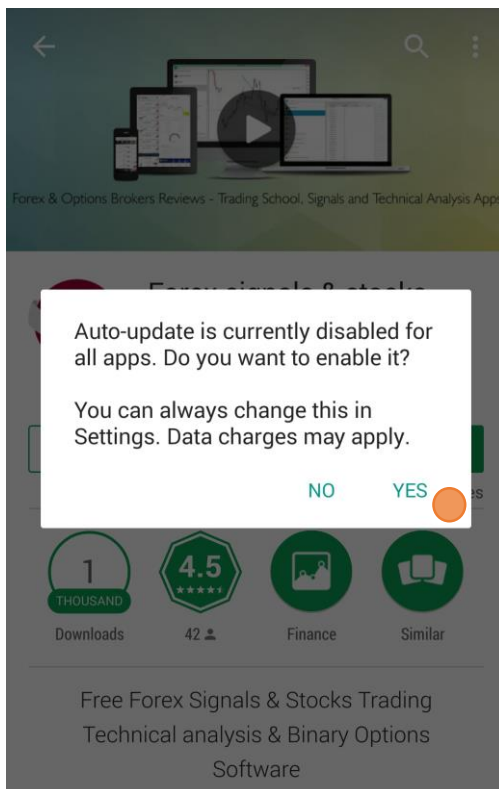 Forex & Options Brokers Reviews - Trading School, Signals and Technical Analysis Apps
Auto-update is currently disabled for
all apps. Do you want to enable it?
You can always change this in
Settings. Data charges may apply.
NO YES
1
THOUSAND
4.5
Downloads 42 Finance Similar
Free Forex Signals & Stocks Trading
Technical analysis & Binary Options
Software